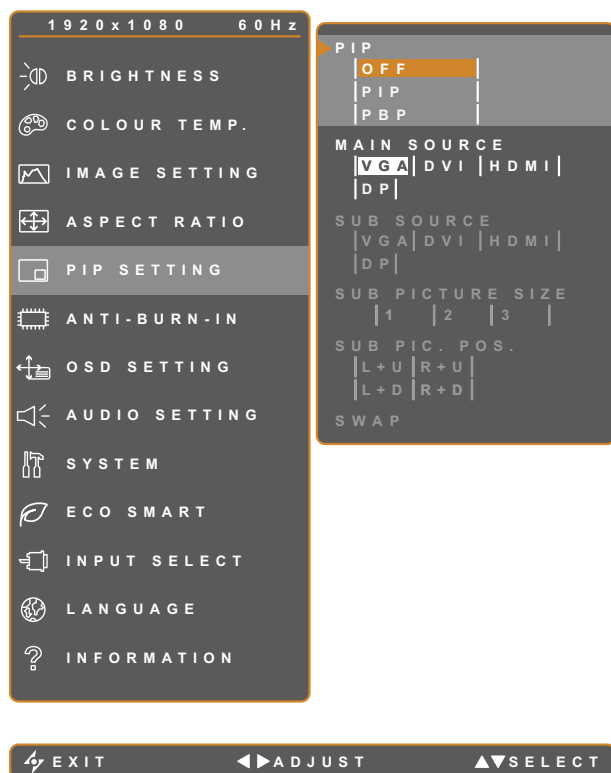 1920x1080 60Hz
BRIGHTNESS
COLOUR TEMP.
IMAGE SETTING
ASPECT RATIO
PIP SETTING
ANTI-BURN-IN
OSD SETTING
AUDIO SETTING
SYSTEM
ECO SMART
INPUT SELECT
LANGUAGE
INFORMATION
PIP
OFF
PIP
PBP
MAIN SOURCE
VGA DVI HDMI
DP
SUB SOURCE
VGA DVI HDMI
DP
SUB PICTURE SIZE
1 2 3
SUB PIC. POS.
L+U R+U
L+D R+D
SWAP
EXIT ADJUST SELECT